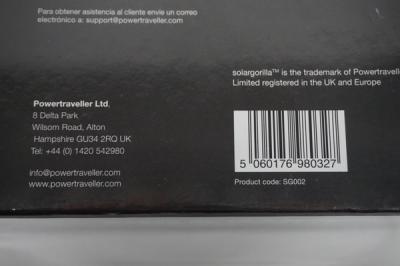 Para obtener asistencia al cliente envíe un correo
electrónico a: support@powertraveller.com
solargorilla™ is the trademark of Powertravelle
Limited registered in the UK and Europe
Powertraveller Ltd.
8 Delta Park
Wilsom Road, Alton
Hampshire GU34 2RQ UK
Tel: +44 (0) 1420 542980
info@powertraveller.com
www.powertraveller.com
5 060176 980327
Product code: SG002